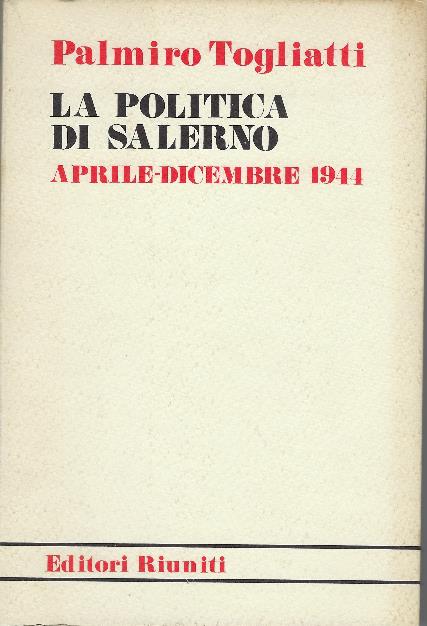 Palmiro Togliatti
LA POLITICA
DI SALERNO
APRILE-DICEMBRE 1944
Editori Riuniti